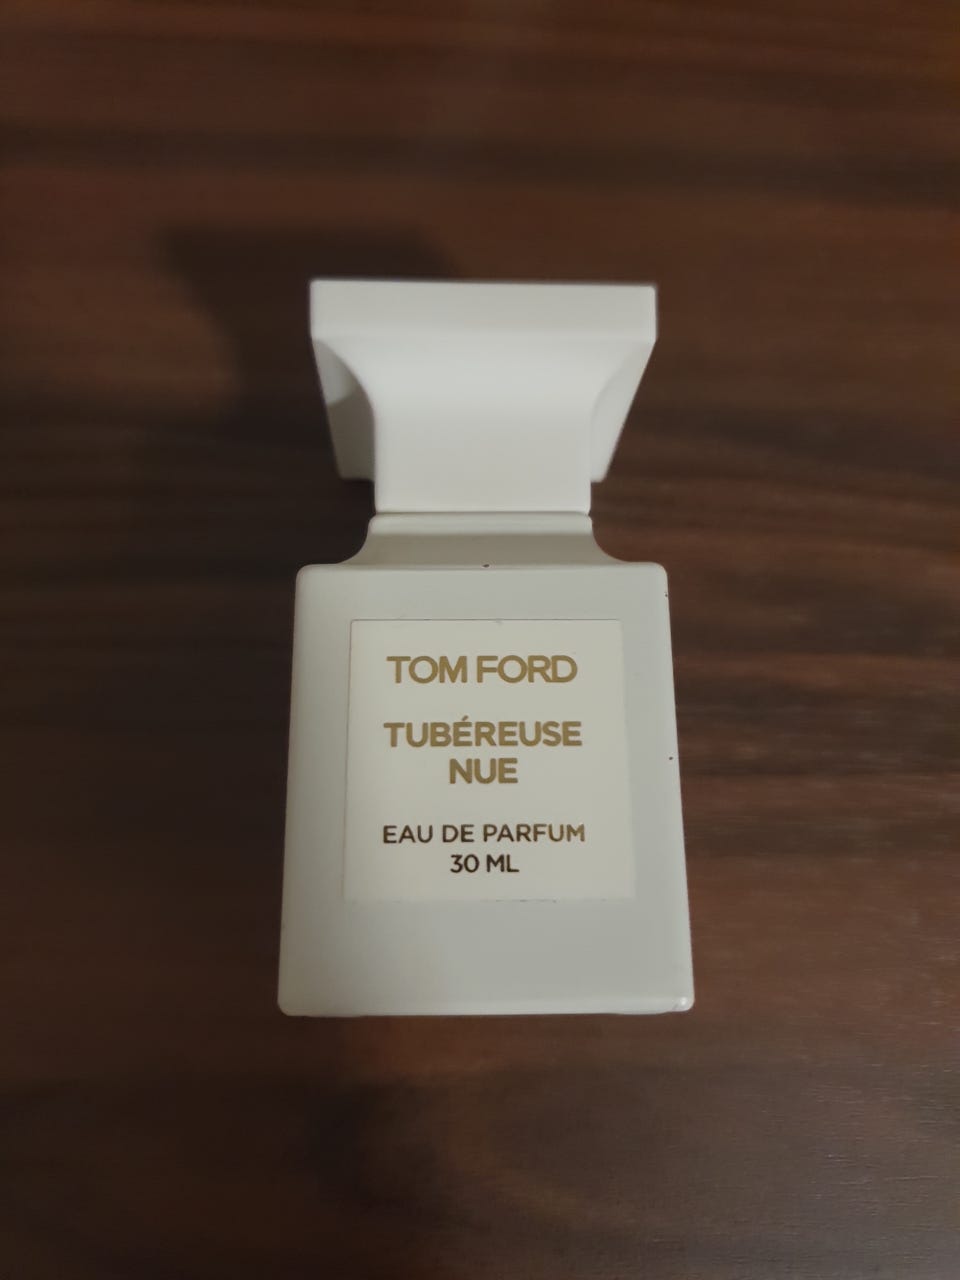 TOM FORD
TUBÉREUSE
NUE
EAU DE PARFUM
30 ML